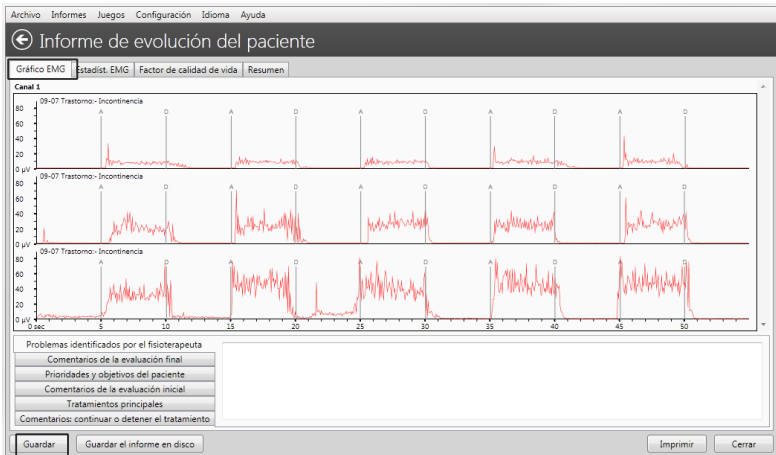 Archivo Informes Juegos Configuración Idioma Ayuda
Informe de evolución del paciente
Gráfico EMG Estadíst. EMG Factor de calidad de vida Resumen
Canal 1
09-07 Trastorno:- Incontinencia
A D A D A D A D A D
80
60
40
20
0 µV
09-07 Trastorno:- Incontinencia
A D A D A D A D A D
80
60
40
20
0 µV
09-07 Trastorno:- Incontinencia
A D A D A D A D A D
80
60
40
20
0 µV
0 sec 5 10 15 20 25 30 35 40 45 50
Problemas identificados por el fisioterapeuta
Comentarios de la evaluación final
Prioridades y objetivos del paciente
Comentarios de la evaluación inicial
Tratamientos principales
Comentarios: continuar o detener el tratamiento
Guardar Guardar el informe en disco Imprimir Cerrar